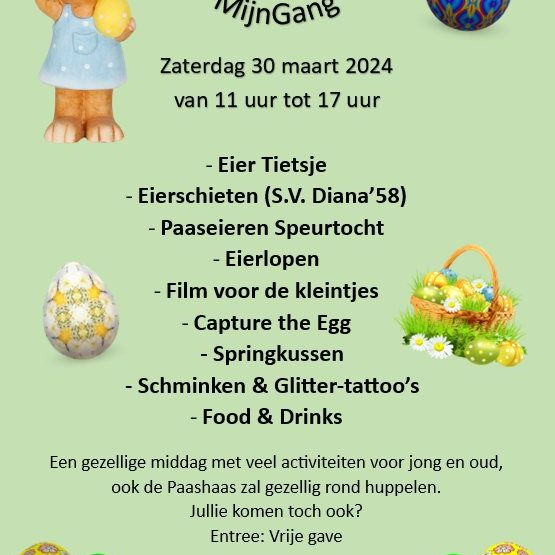 MijnGang
Zaterdag 30 maart 2024
van 11 uur tot 17 uur
- Eier Tietsje
- Eierschieten (S.V. Diana’58)
- Paaseieren Speurtocht
- Eierlopen
- Film voor de kleintjes
- Capture the Egg
- Springkussen
- Schminken & Glitter-tattoo’s
- Food & Drinks
Een gezellige middag met veel activiteiten voor jong en oud,
ook de Paashaas zal gezellig rond huppelen.
Jullie komen toch ook?
Entree: Vrije gave